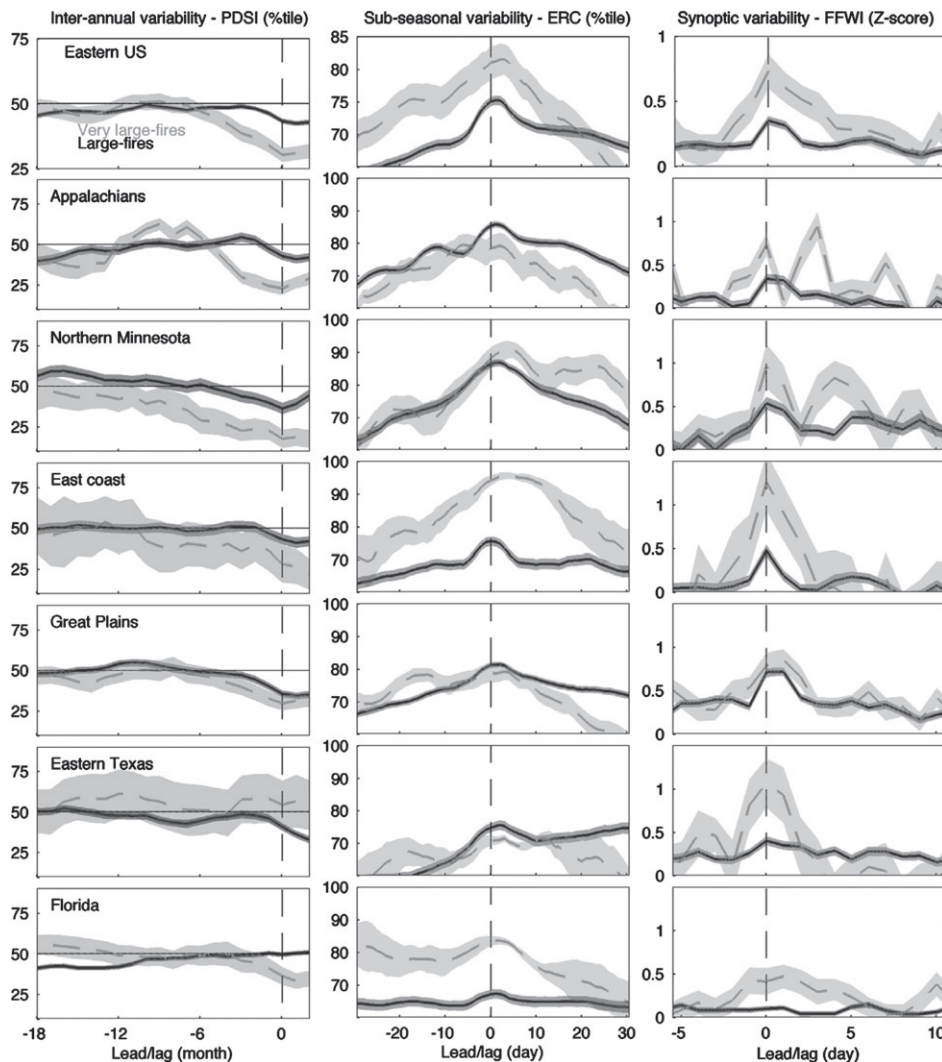 Inter-annual variability - PDSI (%tile) Sub-seasonal variability - ERC (%tile) Synoptic variability - FFWI (Z-score)
75 85 1
Eastern US
80
50 0.5
75
Very large-fires
Large-fires
70
25 0
Appalachians
75 100
90 1
50 80 0.5
25 70
0
Northern Minnesota
75 100
90 1
50 80 0.5
25 70
0
East coast
75 100
90 1
50 80 0.5
25 70
0
Great Plains
75 100
90 1
50 80 0.5
25 70
0
Eastern Texas
75 100
90 1
50 80 0.5
25 70
0
Florida
75 100
90 1
50 80 0.5
25 70
0
-18 -12 -6 0 -20 -10 0 10 20 30 -5 0 5 10
Lead/lag (month) Lead/lag (day) Lead/lag (day)